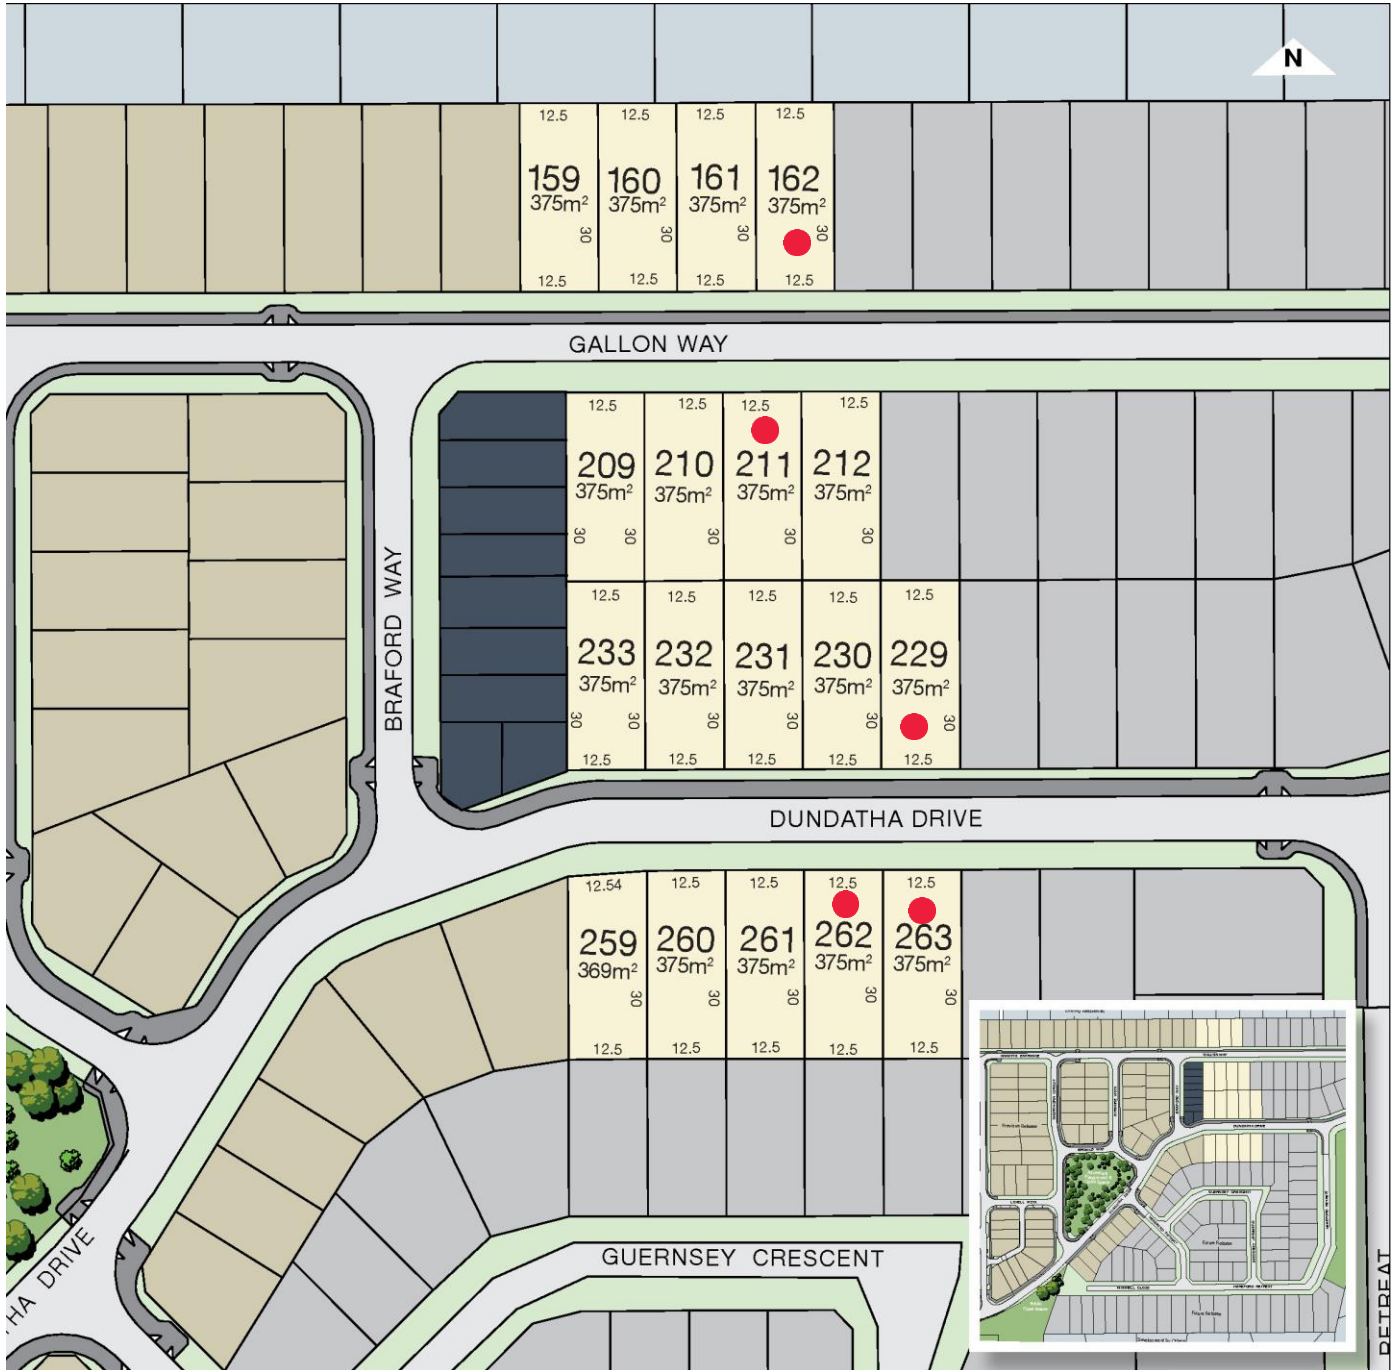 N
12.5 12.5 12.5 12.5
159 160 161 162
375m² 375m² 375m² 375m²
30 30 30 30
12.5 12.5 12.5 12.5
GALLON WAY
12.5 12.5 12.5 12.5
209 210 211 212
375m² 375m² 375m² 375m²
30 30 30 30 30
BRAFORD WAY
12.5 12.5 12.5 12.5 12.5
233 232 231 230 229
375m² 375m² 375m² 375m² 375m²
30 30 30 30 30 30
12.5 12.5 12.5 12.5 12.5
DUNDATHA DRIVE
12.54 12.5 12.5 12.5 12.5
259 260 261 262 263
369m² 375m² 375m² 375m² 375m²
30 30 30 30
12.5 12.5 12.5 12.5 12.5
GUERNSEY CRESCENT
THA DRIVE
RETREAT